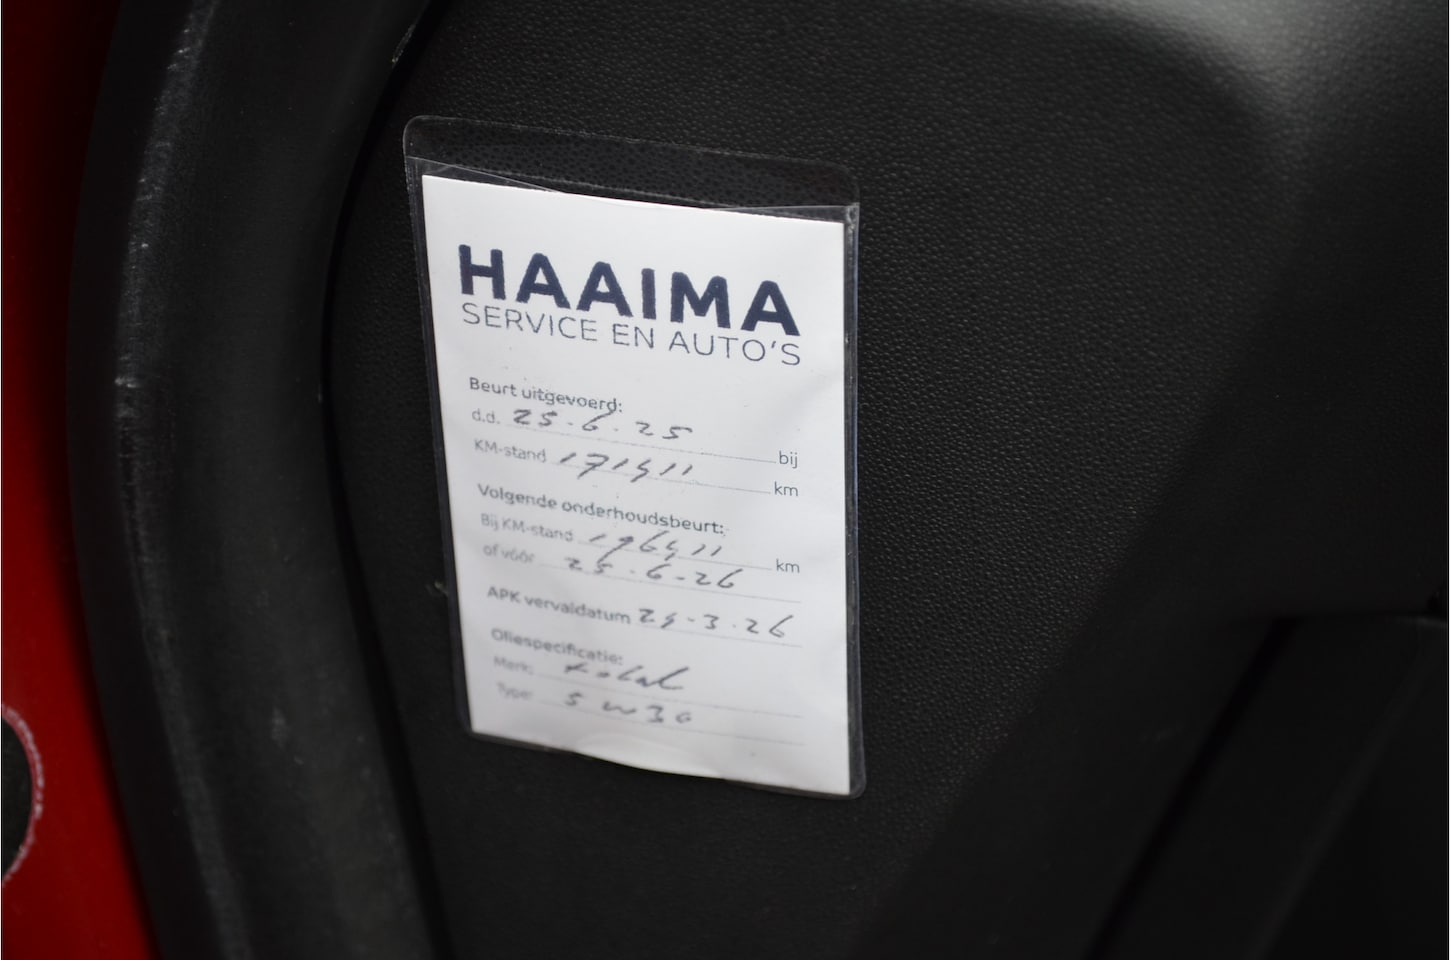 HAAIMA
SERVICE EN AUTO'S
Beurt uitgevoerd:
d.d. 25-6-25 bij
KM-stand 171411 km
Volgende onderhoudsbeurt:
Bij KM-stand 196411 km
of vóór 25-6-26
APK vervaldatum -3-26
Oliespecificatie:
Merk: total
Type: 5w30